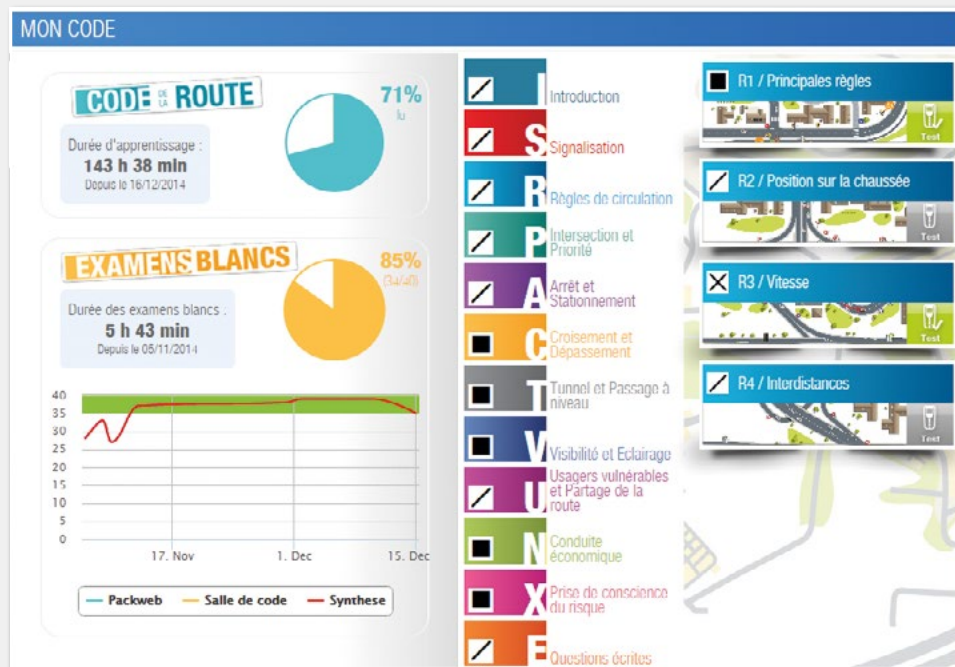 MON CODE
CODE DE LA ROUTE
71%
lu
Durée d'apprentissage :
143 h 38 min
Depuis le 16/12/2014
EXAMENS BLANCS
85%
(34/40)
Durée des examens blancs :
5 h 43 min
Depuis le 05/11/2014
40
35
30
25
20
15
10
5
0
17. Nov
1. Dec
15. Dec
Packweb
Salle de code
Synthese
I
Introduction
S
Signalisation
R
Règles de circulation
P
Intersection et
Priorité
A
Arrêt et
Stationnement
C
Croisement et
Dépassement
T
Tunnel et Passage à
niveau
V
Visibilité et Eclairage
U
Usagers vulnérables
et Partage de la
route
N
Conduite
économique
X
Prise de conscience
du risque
E
Questions écrites
R1 / Principales règles
Test
R2 / Position sur la chaussée
Test
R3 / Vitesse
Test
R4 / Interdistances
Test